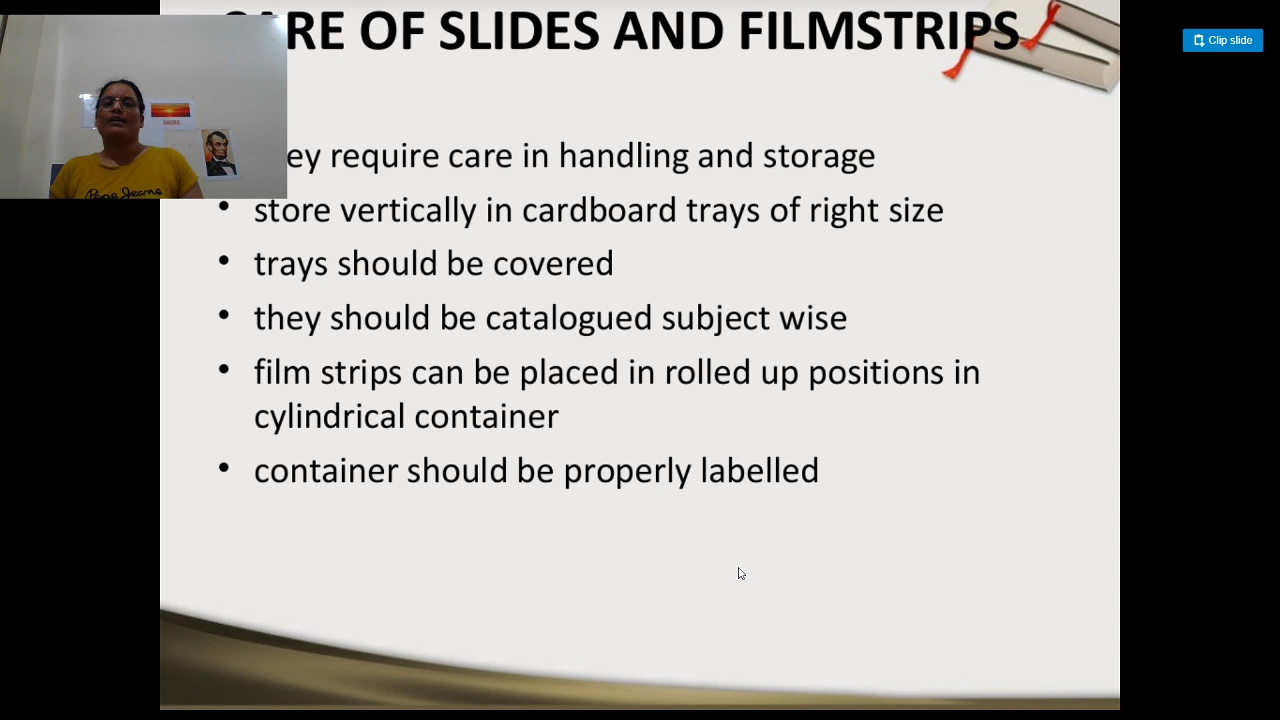 RE OF SLIDES AND FILMSTRIPS
Clip slide
ey require care in handling and storage
• store vertically in cardboard trays of right size
• trays should be covered
• they should be catalogued subject wise
• film strips can be placed in rolled up positions in
cylindrical container
• container should be properly labelled
Pepe Jeans